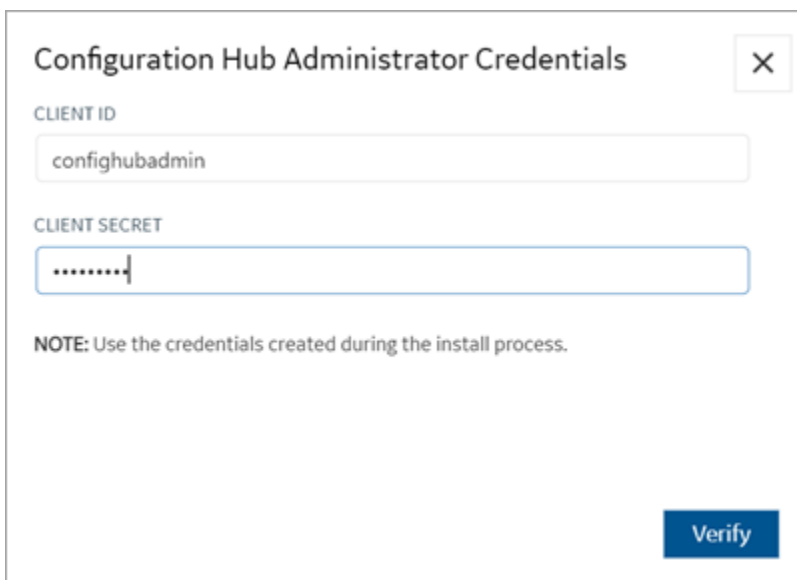 Configuration Hub Administrator Credentials
CLIENT ID
confighubadmin
CLIENT SECRET
•••••••••
NOTE: Use the credentials created during the install process.
Verify